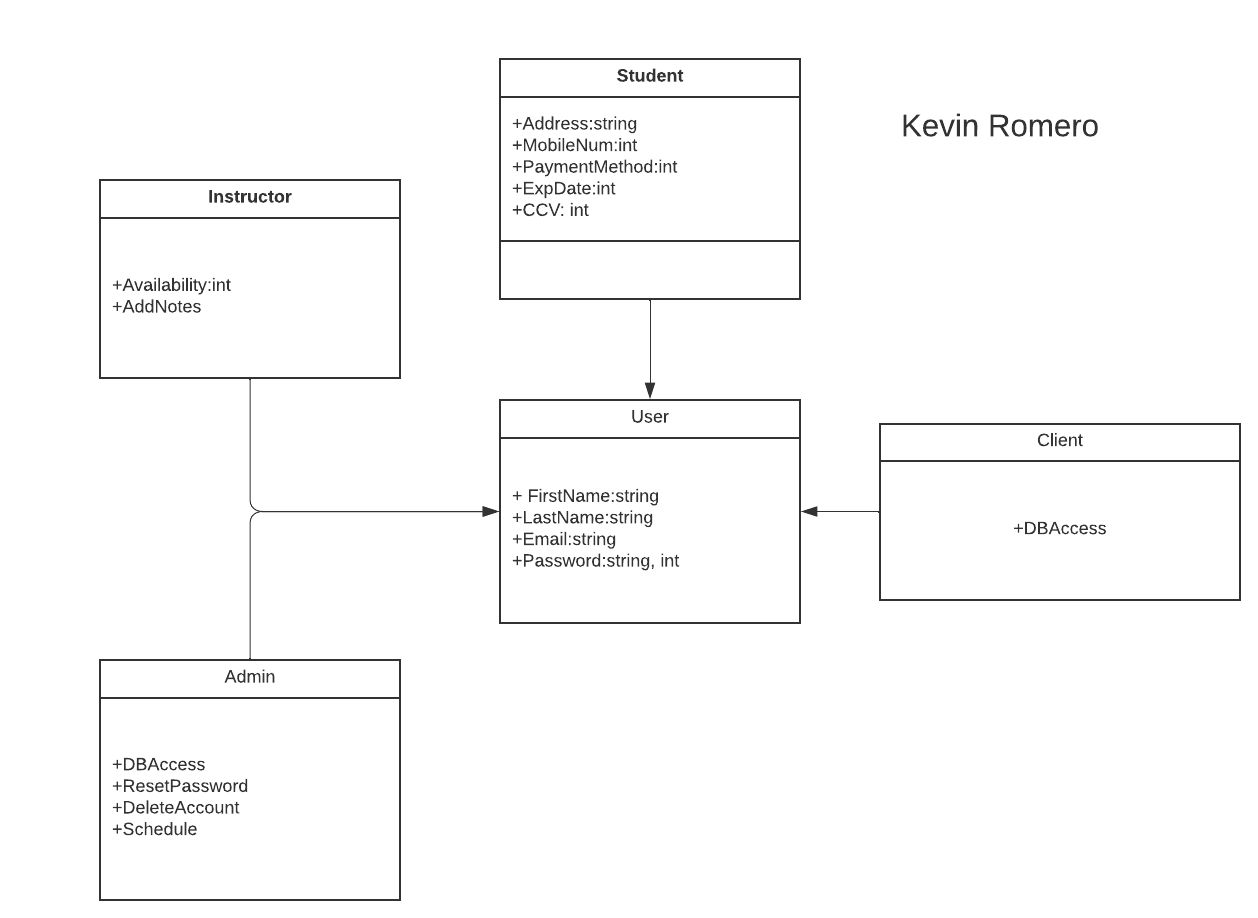 Student
+Address:string
+MobileNum:int
+PaymentMethod:int
+ExpDate:int
+CCV: int
Kevin Romero
Instructor
+Availability:int
+AddNotes
User
+ FirstName:string
+LastName:string
+Email:string
+Password:string, int
Client
+DBAccess
Admin
+DBAccess
+ResetPassword
+DeleteAccount
+Schedule